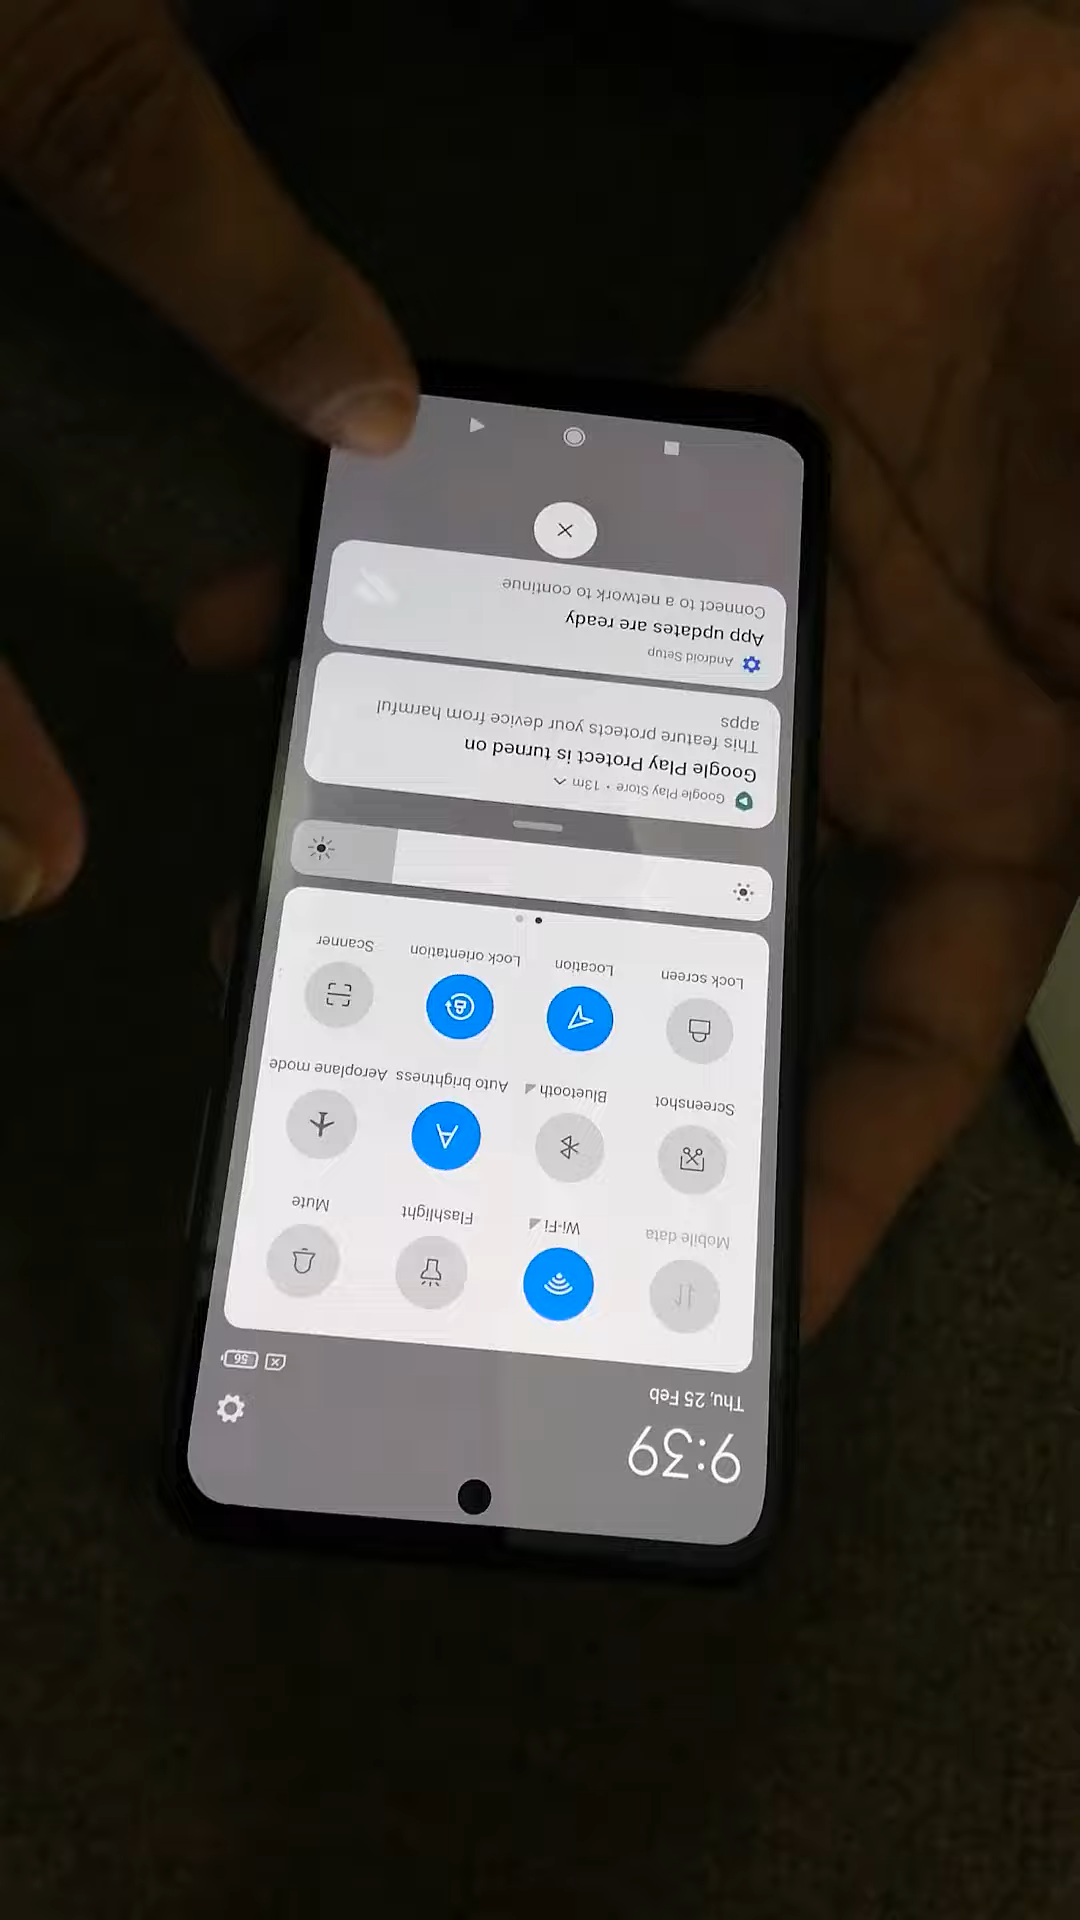 9:39
Thu, 25 Feb
56
Mobile data
Wi-Fi
Flashlight
Mute
Screenshot
Bluetooth
Auto brightness
Aeroplane mode
Lock screen
Location
Lock orientation
Scanner
Google Play Store • 13m
Google Play Protect is turned on
This feature protects your device from harmful
apps
Android Setup
App updates are ready
Connect to a network to continue